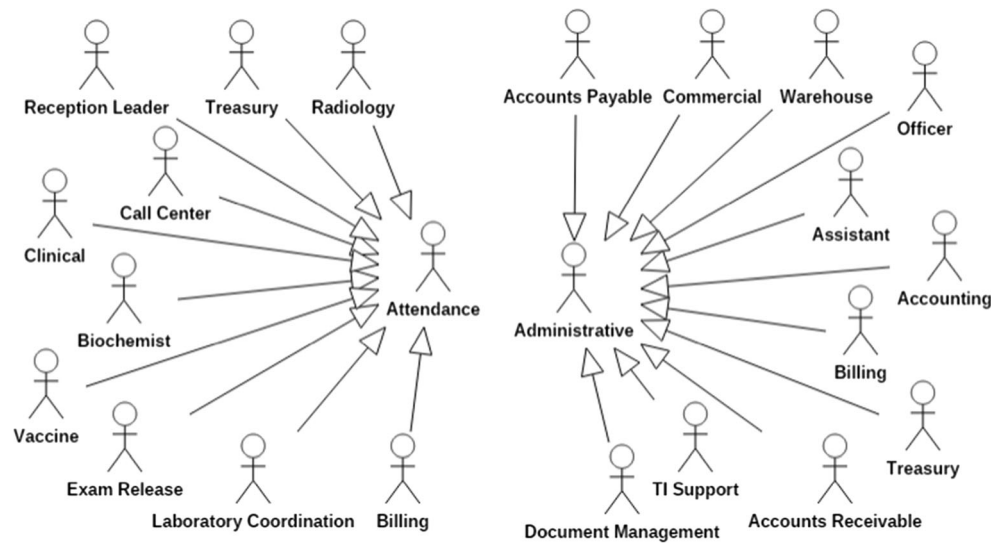 Reception Leader
Treasury
Radiology
Call Center
Clinical
Attendance
Biochemist
Vaccine
Exam Release
Laboratory Coordination
Billing
Accounts Payable
Commercial
Warehouse
Officer
Assistant
Accounting
Administrative
Billing
Treasury
TI Support
Accounts Receivable
Document Management